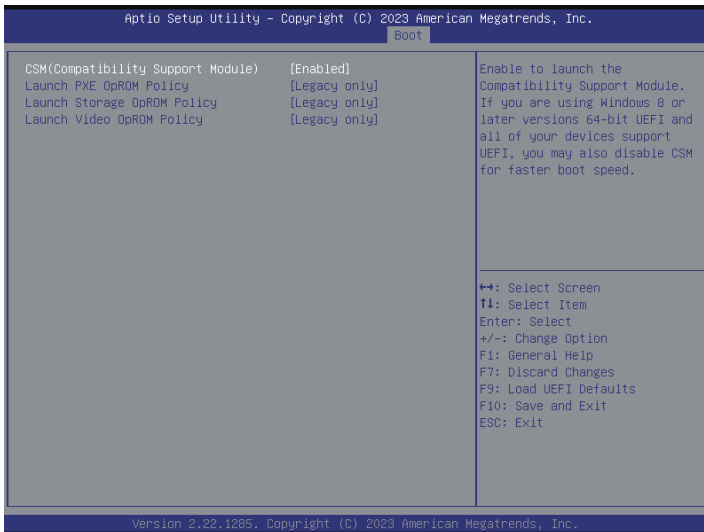 Aptio Setup Utility – Copyright (C) 2023 American Megatrends, Inc.
Boot
CSM(Compatibility Support Module) [Enabled]
Launch PXE OpROM Policy [Legacy only]
Launch Storage OpROM Policy [Legacy only]
Launch Video OpROM Policy [Legacy only]
Enable to launch the
Compatibility Support Module.
If you are using Windows 8 or
later versions 64-bit UEFI and
all of your devices support
UEFI, you may also disable CSM
for faster boot speed.
↔: Select Screen
↑↓: Select Item
Enter: Select
+/-: Change Option
F1: General Help
F7: Discard Changes
F9: Load UEFI Defaults
F10: Save and Exit
ESC: Exit
Version 2.22.1285. Copyright (C) 2023 American Megatrends, Inc.